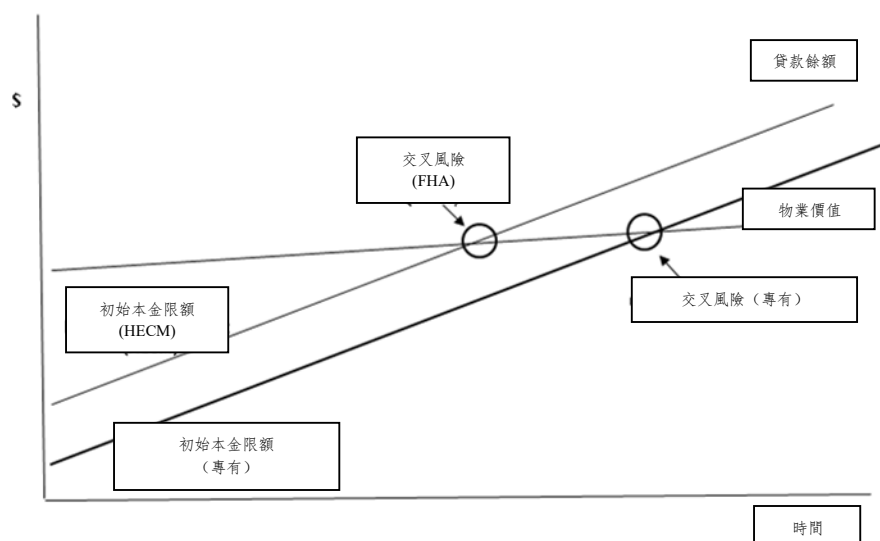 貸款餘額
$
交叉風險
(FHA)
物業價值
初始本金限額
(HECM)
交叉風險（專有）
初始本金限額
（專有）
時間